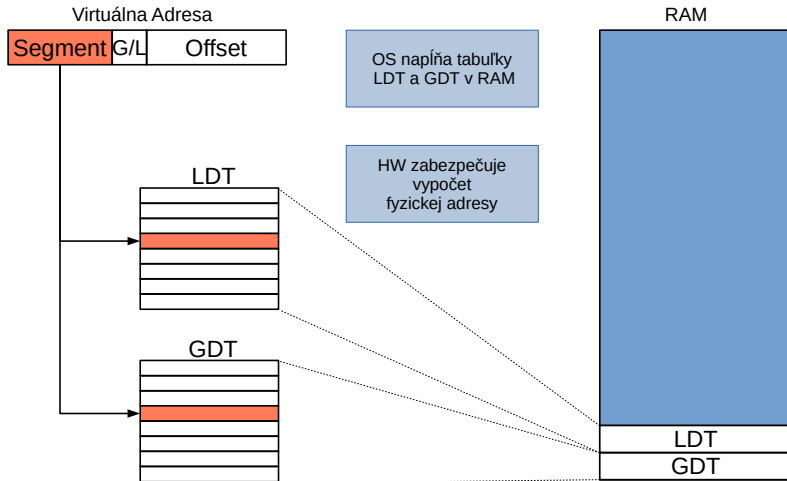 Virtuálna Adresa
Segment G/L Offset
OS napĺňa tabuľky
LDT a GDT v RAM
HW zabezpečuje
vypočet
fyzickej adresy
LDT
GDT
RAM
LDT
GDT